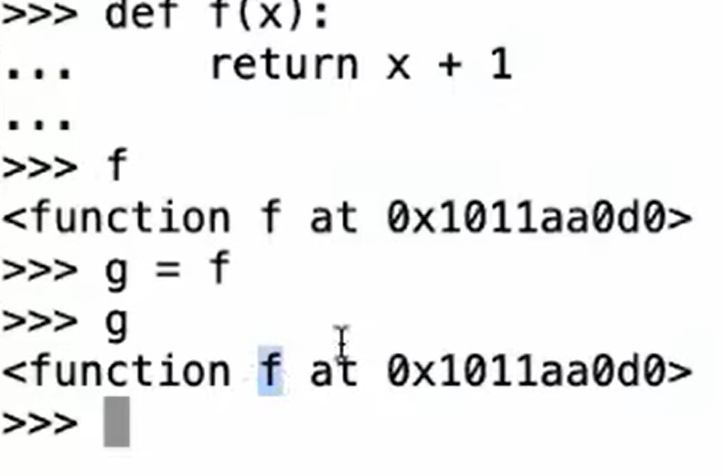 >>> def f(x):
...     return x + 1
...
>>> f
<function f at 0x1011aa0d0>
>>> g = f
>>> g
<function f at 0x1011aa0d0>
>>>